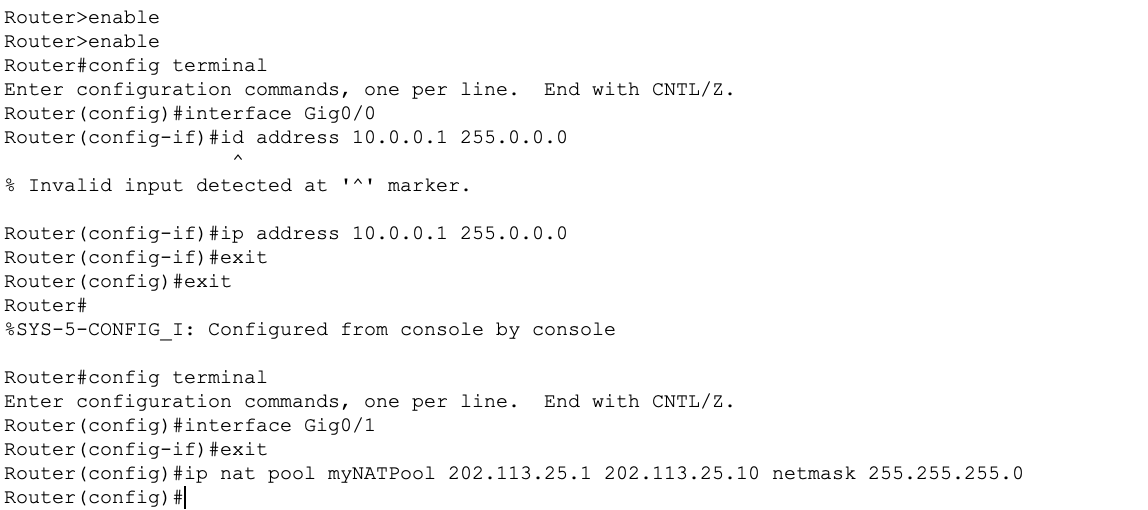 Router>enable
Router>enable
Router#config terminal
Enter configuration commands, one per line.  End with CNTL/Z.
Router(config)#interface Gig0/0
Router(config-if)#id address 10.0.0.1 255.0.0.0
                   ^
% Invalid input detected at '^' marker.

Router(config-if)#ip address 10.0.0.1 255.0.0.0
Router(config-if)#exit
Router(config)#exit
Router#
%SYS-5-CONFIG_I: Configured from console by console

Router#config terminal
Enter configuration commands, one per line.  End with CNTL/Z.
Router(config)#interface Gig0/1
Router(config-if)#exit
Router(config)#ip nat pool myNATPool 202.113.25.1 202.113.25.10 netmask 255.255.255.0
Router(config)#